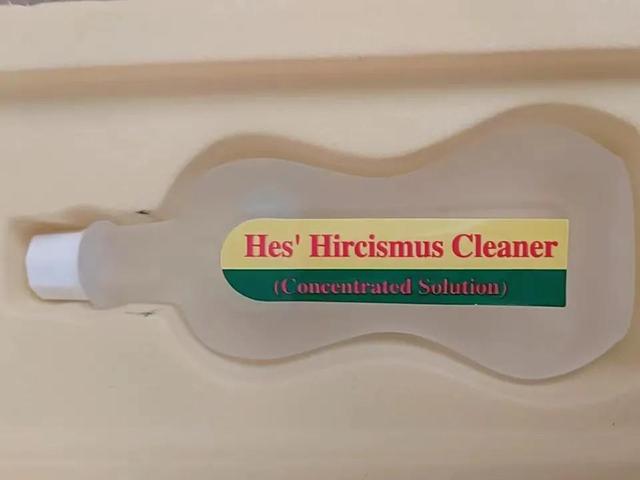 Hes' Hircismus Cleaner
(Concentrated Solution)